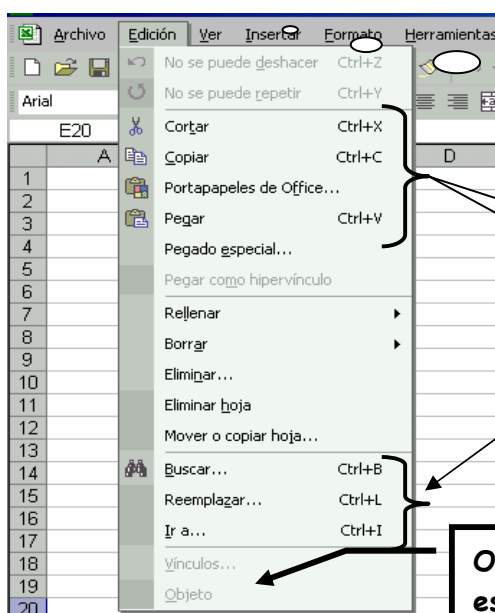 Archivo Edición Ver Insertar Formato Herramientas
Arial
E20
A D
No se puede deshacer Ctrl+Z
No se puede repetir Ctrl+Y
Cortar Ctrl+X
Copiar Ctrl+C
Portapapeles de Office...
Pegar Ctrl+V
Pegado especial...
Pegar como hipervínculo
Rellenar
Borrar
Eliminar...
Eliminar hoja
Mover o copiar hoja...
Buscar... Ctrl+B
Reemplazar... Ctrl+L
Ir a... Ctrl+I
Vínculos...
Objeto
1
2
3
4
5
6
7
8
9
10
11
12
13
14
15
16
17
18
19
20